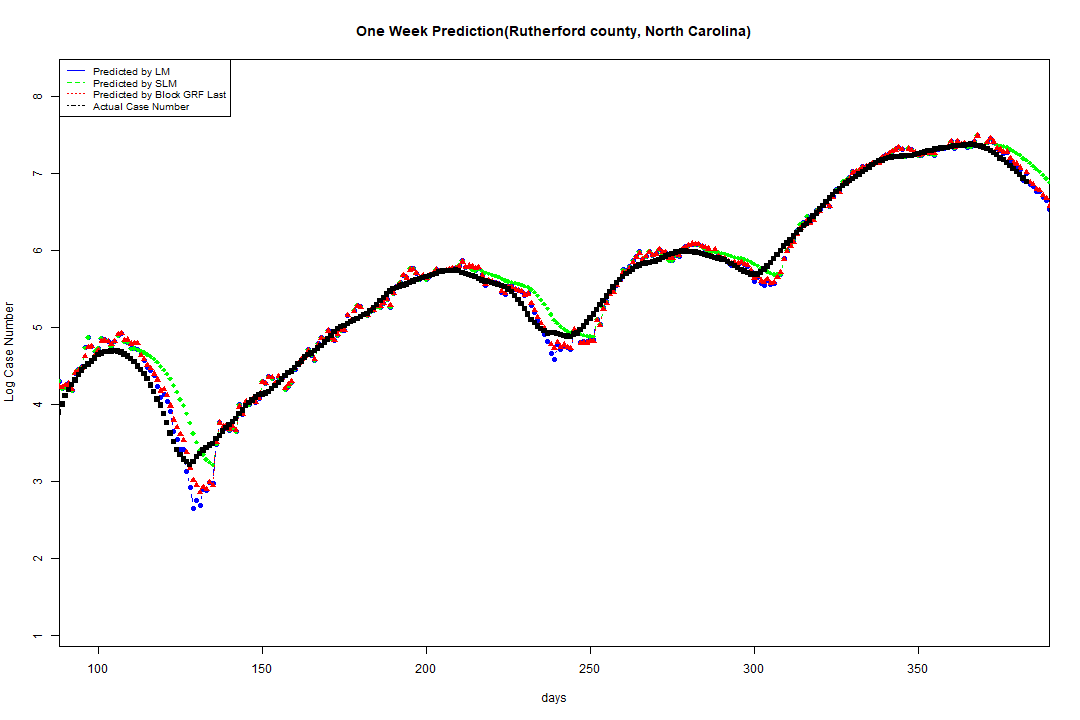 One Week Prediction(Rutherford county, North Carolina)
Predicted by LM
Predicted by SLM
Predicted by Block GRF Last
Actual Case Number
Log Case Number
8
7
6
5
4
3
2
1
100 150 200 250 300 350
days